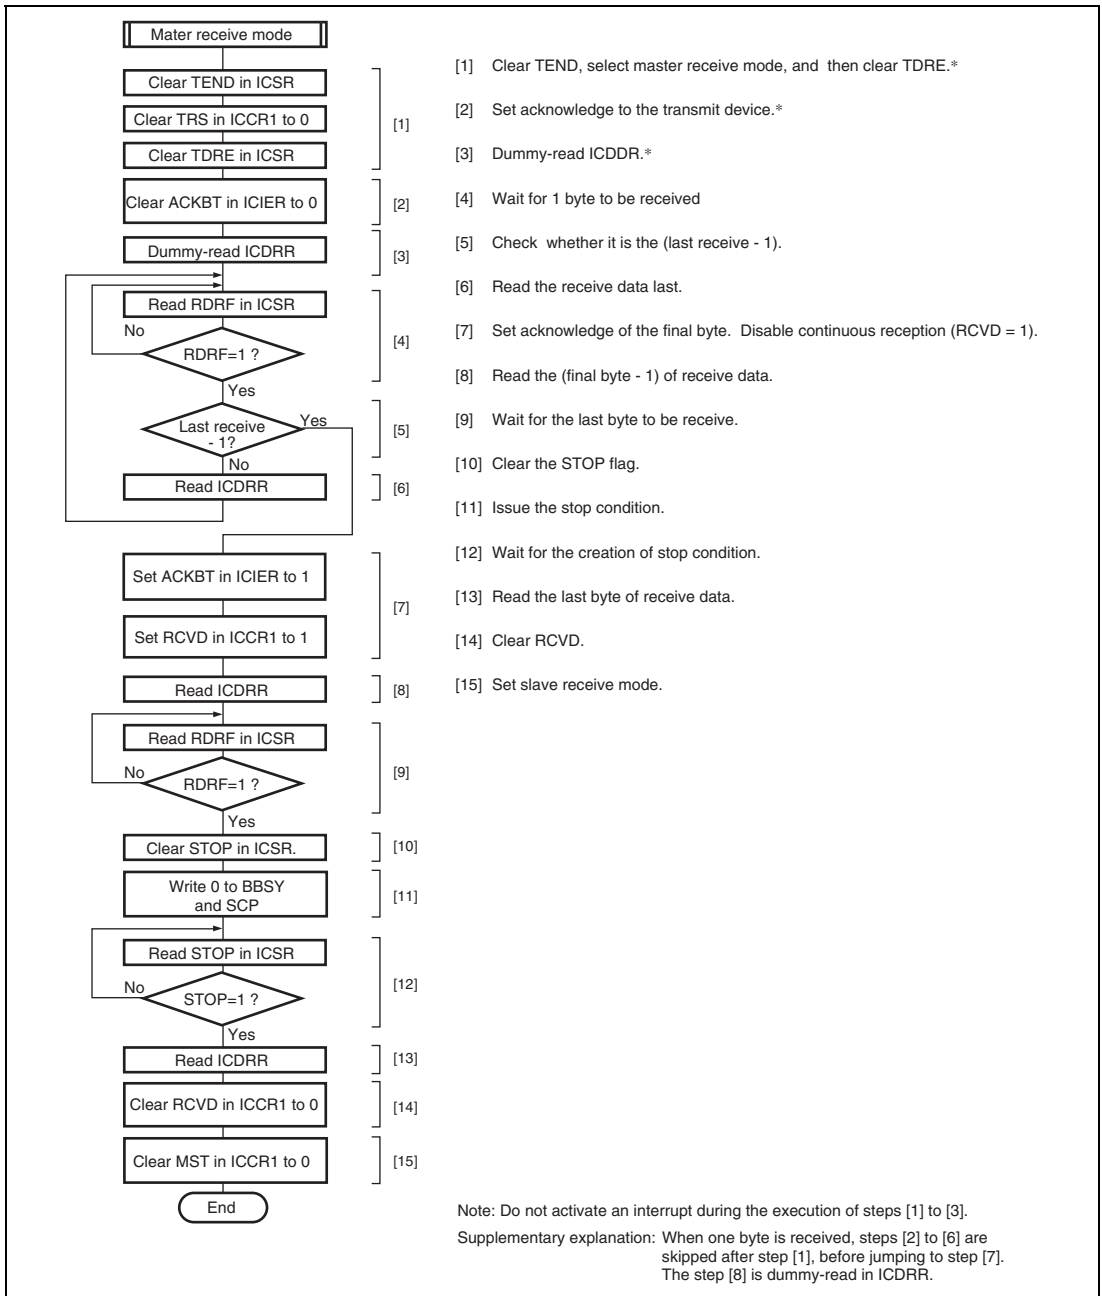 Mater receive mode
Clear TEND in ICSR
Clear TRS in ICCR1 to 0
Clear TDRE in ICSR
[1]
Clear ACKBT in ICIER to 0
[2]
Dummy-read ICDRR
[3]
Read RDRF in ICSR
No
RDRF=1 ?
[4]
Yes
Last receive
- 1?
Yes
[5]
No
Read ICDRR
[6]
Set ACKBT in ICIER to 1
[7]
Set RCVD in ICCR1 to 1
Read ICDRR
[8]
Read RDRF in ICSR
No
RDRF=1 ?
[9]
Yes
Clear STOP in ICSR.
[10]
Write 0 to BBSY
and SCP
[11]
Read STOP in ICSR
No
STOP=1 ?
[12]
Yes
Read ICDRR
[13]
Clear RCVD in ICCR1 to 0
[14]
Clear MST in ICCR1 to 0
[15]
End
[1] Clear TEND, select master receive mode, and then clear TDRE.*
[2] Set acknowledge to the transmit device.*
[3] Dummy-read ICDDR.*
[4] Wait for 1 byte to be received
[5] Check whether it is the (last receive - 1).
[6] Read the receive data last.
[7] Set acknowledge of the final byte. Disable continuous reception (RCVD = 1).
[8] Read the (final byte - 1) of receive data.
[9] Wait for the last byte to be receive.
[10] Clear the STOP flag.
[11] Issue the stop condition.
[12] Wait for the creation of stop condition.
[13] Read the last byte of receive data.
[14] Clear RCVD.
[15] Set slave receive mode.
Note: Do not activate an interrupt during the execution of steps [1] to [3].
Supplementary explanation: When one byte is received, steps [2] to [6] are
skipped after step [1], before jumping to step [7].
The step [8] is dummy-read in ICDRR.